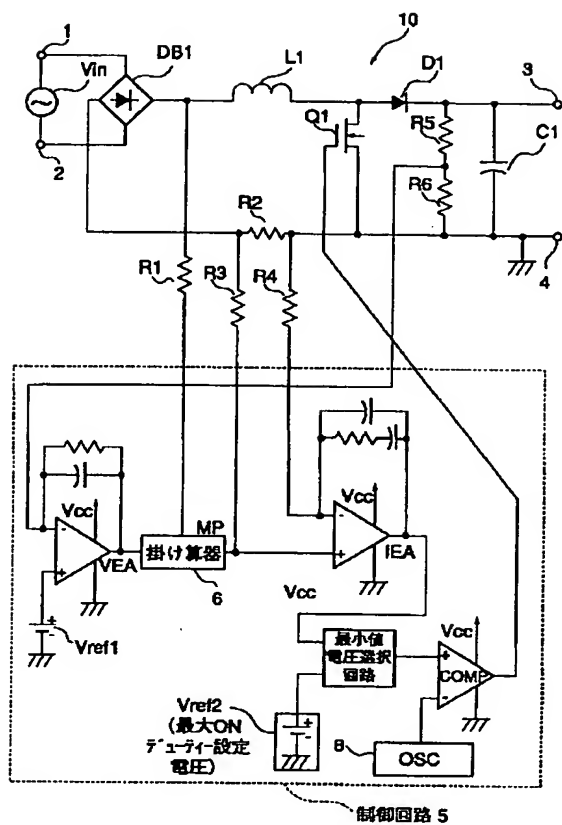 10
1
DB1
L1
D1
3
Vin
Q1
R5
C1
2
R6
R2
R1
R3
R4
4
Vcc
Vcc
-
+
VEA
MP
掛け算器
6
-
+
IEA
Vref1
+
-
Vcc
最小値
電圧選択
回路
Vcc
+
COMP
-
Vref2
(最大ON
デューティー設定
電圧)
+
-
8
OSC
制御回路 5